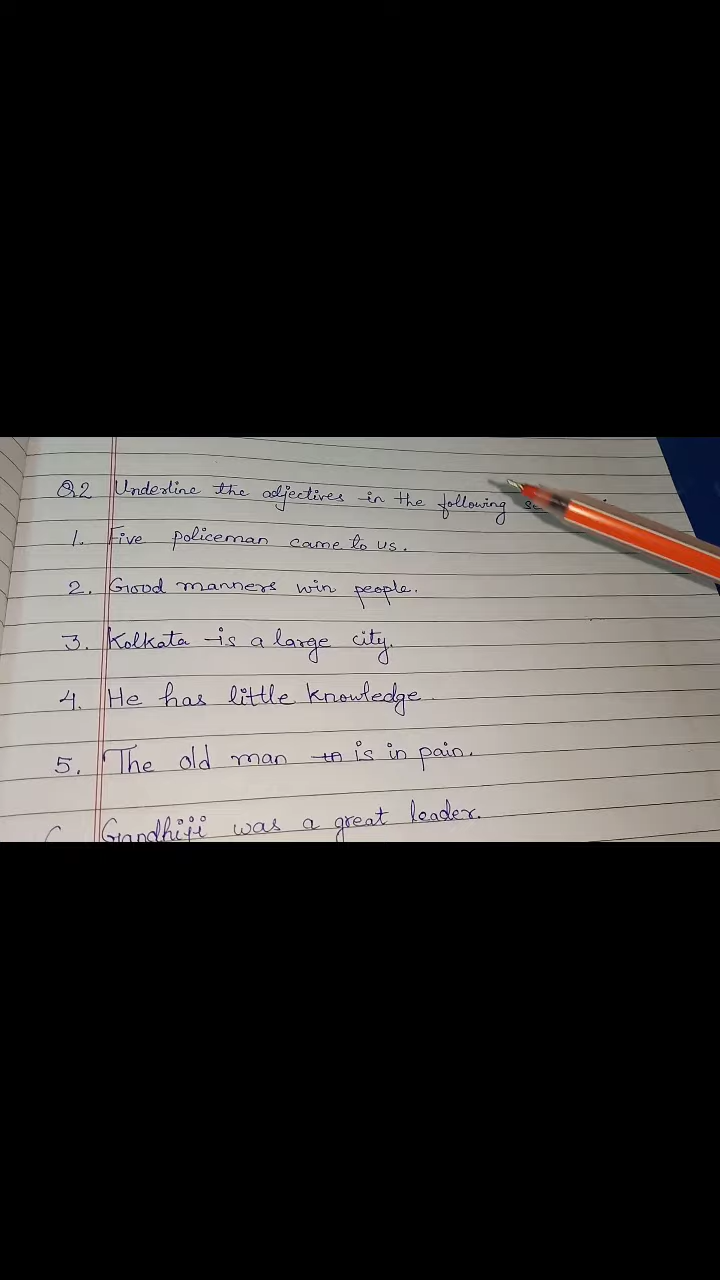 Q2 Underline the adjectives in the following
1. Five policeman came to us.
2. Good manners win people.
3. Kolkata is a large city.
4. He has little knowledge.
5. The old man is in pain.
Gandhiji was a great leader.